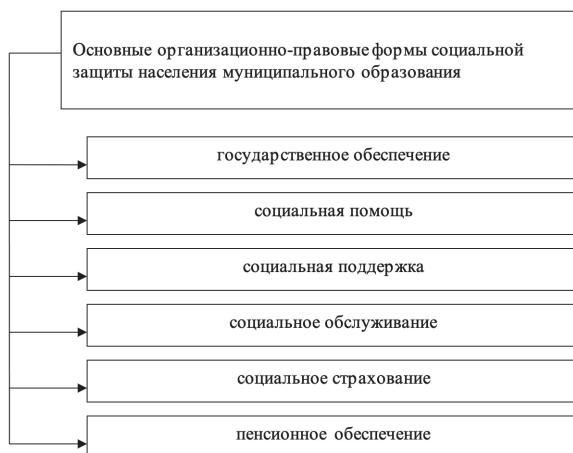 Основные организационно-правовые формы социальной
защиты населения муниципального образования
государственное обеспечение
социальная помощь
социальная поддержка
социальное обслуживание
социальное страхование
пенсионное обеспечение